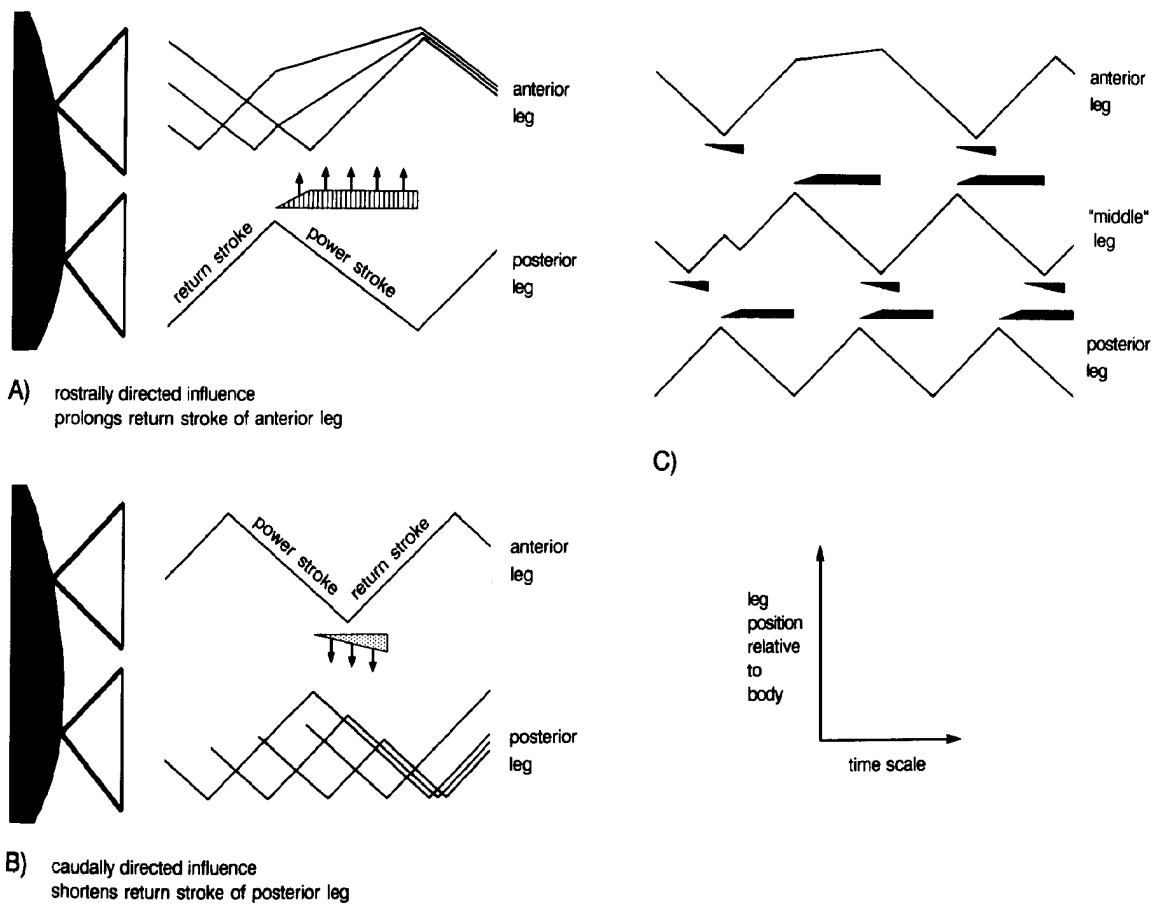 anterior
leg
return stroke
power stroke
posterior
leg
A) rostrally directed influence
prolongs return stroke of anterior leg
power stroke
return stroke
anterior
leg
posterior
leg
B) caudally directed influence
shortens return stroke of posterior leg
anterior
leg
"middle"
leg
posterior
leg
C)
leg
position
relative
to
body
time scale